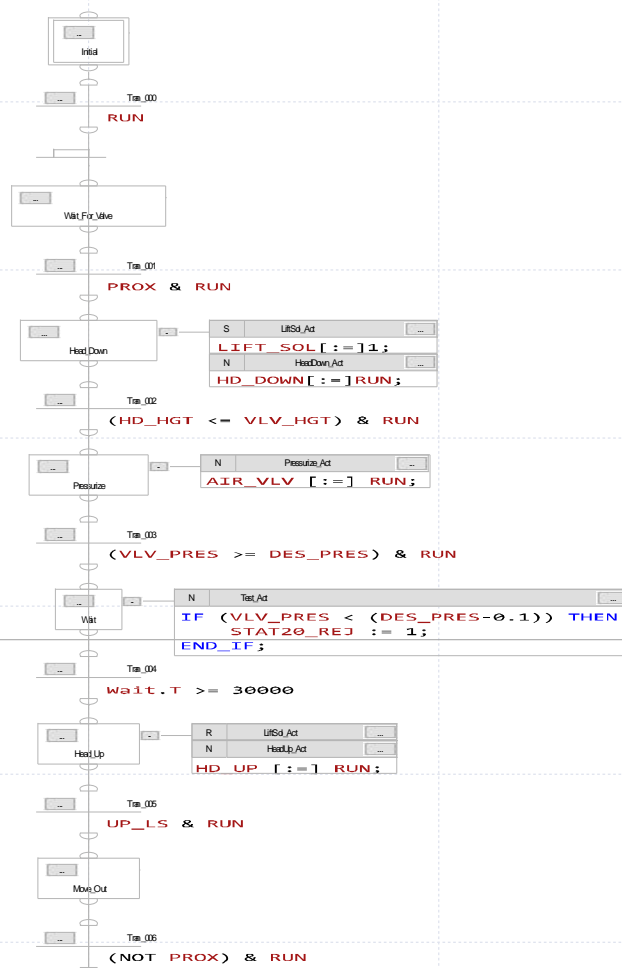 ...
Initial
... Tran_000
RUN
...
Wait_For_Valve
... Tran_001
PROX & RUN
...
Head_Down
-
S LiftSol_Act ...
LIFT_SOL[:=]1;
N HeadDown_Act ...
HD_DOWN[:=]RUN;
... Tran_002
(HD_HGT <= VLV_HGT) & RUN
...
Pressurize
-
N Pressurize_Act ...
AIR_VLV [:=] RUN;
... Tran_003
(VLV_PRES >= DES_PRES) & RUN
...
Wait
-
N Test_Act ...
IF (VLV_PRES < (DES_PRES-0.1)) THEN
STAT20_REJ := 1;
END_IF;
... Tran_004
Wait.T >= 30000
...
Head_Up
-
R LiftSol_Act ...
N HeadUp_Act ...
HD_UP [:=] RUN;
... Tran_005
UP_LS & RUN
...
Move_Out
... Tran_006
(NOT PROX) & RUN